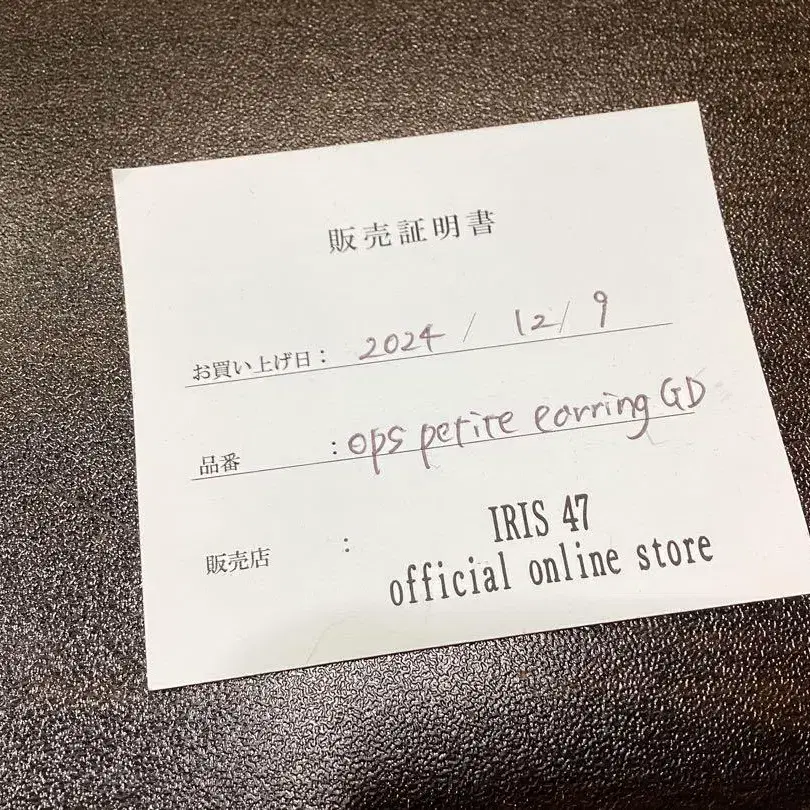 販売証明書
お買い上げ日： 2024 / 12 / 9
品番 ：ops petite earring GD
販売店 ： IRIS 47
official online store